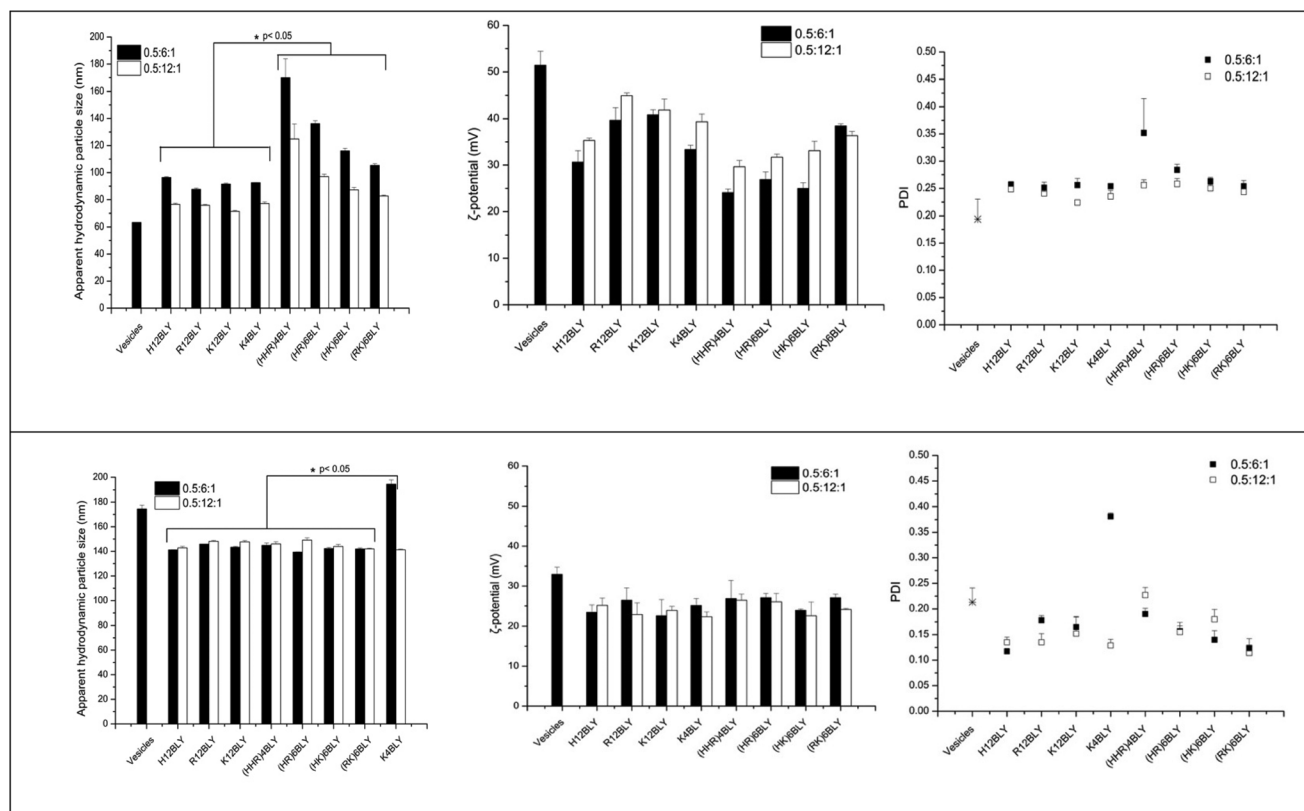 * p< 0.05
0.5:6:1
0.5:12:1
Apparent hydrodynamic particle size (nm)
200
180
160
140
120
100
80
60
40
20
0
Vesicles
H12BLY
R12BLY
K12BLY
K4BLY
(HHR)4BLY
(HR)6BLY
(HK)6BLY
(RK)6BLY
0.5:6:1
0.5:12:1
ζ-potential (mV)
60
50
40
30
20
10
0
Vesicles
H12BLY
R12BLY
K12BLY
K4BLY
(HHR)4BLY
(HR)6BLY
(HK)6BLY
(RK)6BLY
0.5:6:1
0.5:12:1
PDI
0.50
0.45
0.40
0.35
0.30
0.25
0.20
0.15
0.10
0.05
0.00
Vesicles
H12BLY
R12BLY
K12BLY
K4BLY
(HHR)4BLY
(HR)6BLY
(HK)6BLY
(RK)6BLY
* p< 0.05
0.5:6:1
0.5:12:1
Apparent hydrodynamic particle size (nm)
200
180
160
140
120
100
80
60
40
20
0
Vesicles
H12BLY
R12BLY
K12BLY
(HHR)4BLY
(HR)6BLY
(HK)6BLY
(RK)6BLY
K4BLY
0.5:6:1
0.5:12:1
ζ-potential (mV)
60
50
40
30
20
10
0
Vesicles
H12BLY
R12BLY
K12BLY
K4BLY
(HHR)4BLY
(HR)6BLY
(HK)6BLY
(RK)6BLY
0.5:6:1
0.5:12:1
PDI
0.50
0.45
0.40
0.35
0.30
0.25
0.20
0.15
0.10
0.05
0.00
Vesicles
H12BLY
R12BLY
K12BLY
K4BLY
(HHR)4BLY
(HR)6BLY
(HK)6BLY
(RK)6BLY